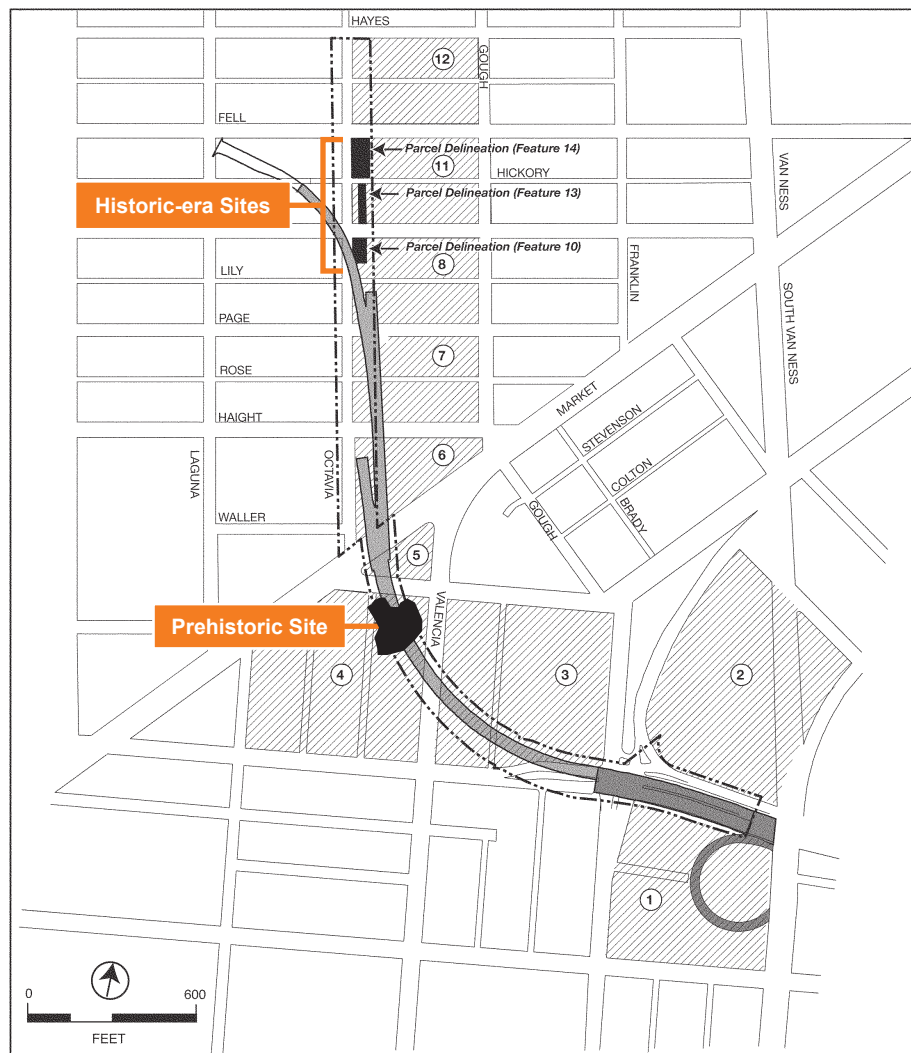 HAYES
12
GOUGH
FELL
Parcel Delineation (Feature 14)
11
HICKORY
VAN NESS
Parcel Delineation (Feature 13)
Historic-era Sites
Parcel Delineation (Feature 10)
8
LILY
FRANKLIN
SOUTH VAN NESS
PAGE
7
ROSE
MARKET
HAIGHT
STEVENSON
6
LAGUNA
OCTAVIA
COLTON
GOUGH
BRADY
WALLER
5
VALENCIA
Prehistoric Site
4
3
2
1
0
600
FEET